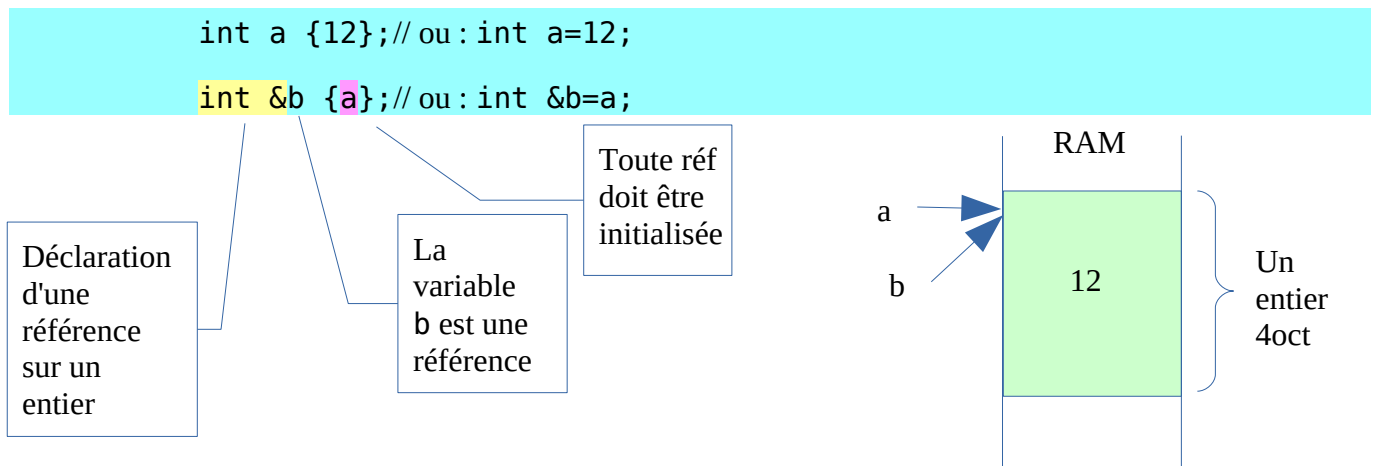 int a {12};// ou : int a=12;
int &b {a};// ou : int &b=a;
Déclaration
d'une
référence
sur un
entier
La
variable
b est une
référence
Toute réf
doit être
initialisée
RAM
a
b
12
Un
entier
4oct